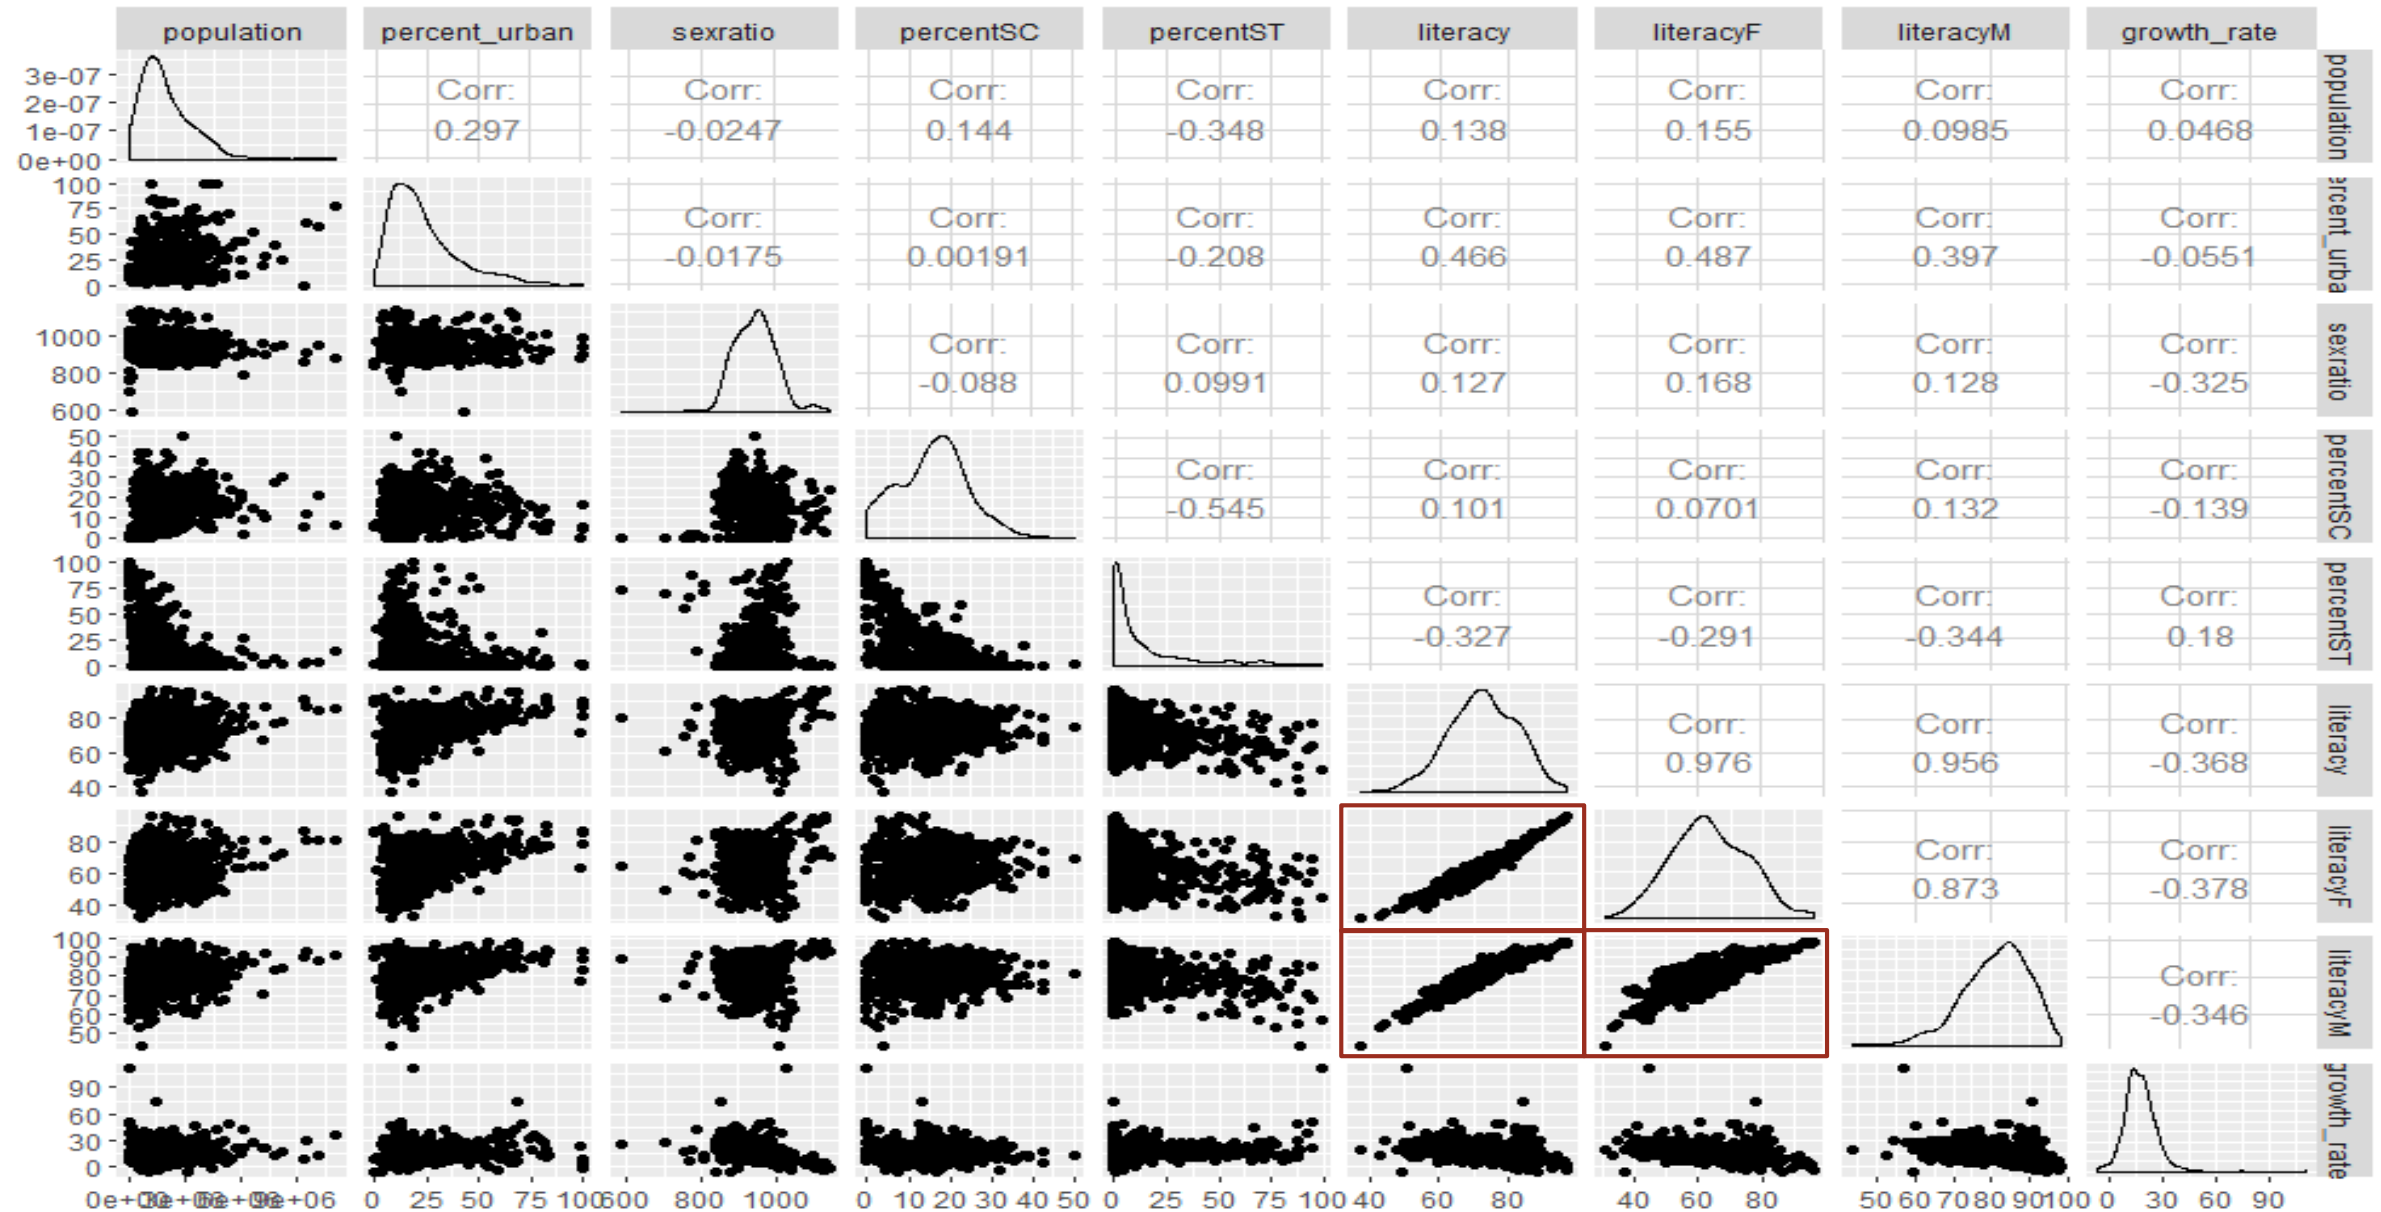 population percent_urban sexratio percentSC percentST literacy literacyF literacyM growth_rate
3e-07
2e-07
1e-07
0e+00
Corr: Corr: Corr: Corr: Corr: Corr: Corr: Corr:
0.297 -0.0247 0.144 -0.348 0.138 0.155 0.0985 0.0468
population
100
75
50
25
0
Corr: Corr: Corr: Corr: Corr: Corr: Corr:
-0.0175 0.00191 -0.208 0.466 0.487 0.397 -0.0551
ercent_urba
1000
800
600
Corr: Corr: Corr: Corr: Corr: Corr:
-0.088 0.0991 0.127 0.168 0.128 -0.325
sexratio
50
40
30
20
10
0
Corr: Corr: Corr: Corr: Corr:
-0.545 0.101 0.0701 0.132 -0.139
percentSC
100
75
50
25
0
Corr: Corr: Corr: Corr:
-0.327 -0.291 -0.344 0.18
percentST
80
60
40
Corr: Corr: Corr:
0.976 0.956 -0.368
literacy
80
60
40
Corr: Corr:
0.873 -0.378
literacyF
100
90
80
70
60
50
Corr:
-0.346
literacyM
90
60
30
0
growth_rate
0 25 50 75 100 600 800 1000 0 10 20 30 40 50 0 25 50 75 100 40 60 80 40 60 80 50 60 70 80 90 100 0 30 60 90